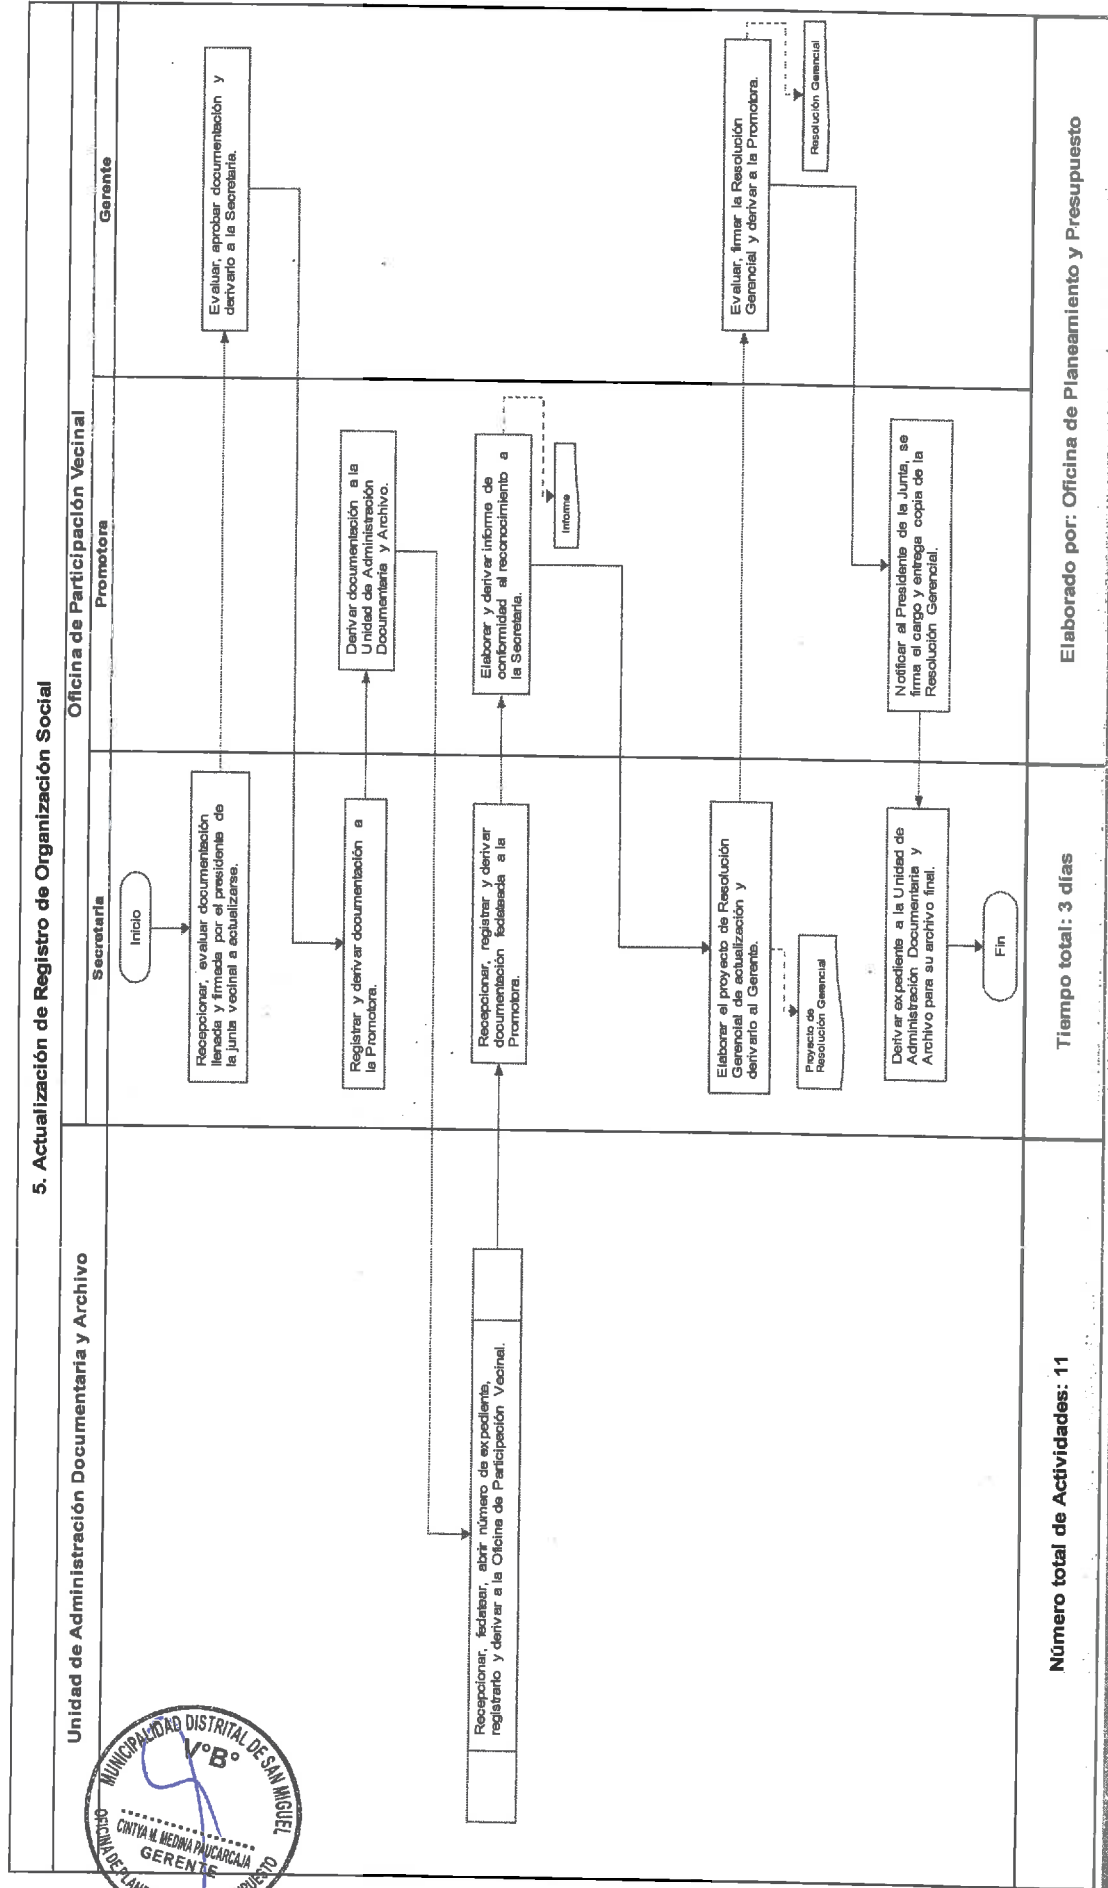 5. Actualización de Registro de Organización Social
Unidad de Administración Documentaria y Archivo
Oficina de Participación Vecinal
Secretaria
Promotora
Gerente
Inicio
Recepcionar, evaluar documentación
llenada y firmada por el presidente de
la junta vecinal a actualizarse.
Evaluar, aprobar documentación y
derivarlo a la Secretaria.
Registrar y derivar documentación a
la Promotora.
Derivar documentación a la
Unidad de Administración
Documentaria y Archivo.
Recepcionar, fedatear, abrir número de expediente,
registrarlo y derivar a la Oficina de Participación Vecinal.
Recepcionar, registrar y derivar
documentación fedateada a la
Promotora.
Elaborar y derivar informe de
conformidad al reconocimiento a
la Secretaria.
Informe
Elaborar el proyecto de Resolución
Gerencial de actualización y
derivarlo al Gerente.
Proyecto de
Resolución Gerencial
Evaluar, firmar la Resolución
Gerencial y derivar a la Promotora.
Resolución Gerencial
Notificar al Presidente de la Junta, se
firma el cargo y entrega copia de la
Resolución Gerencial.
Derivar expediente a la Unidad de
Administración Documentaria y
Archivo para su archivo final.
Fin
Número total de Actividades: 11
Tiempo total: 3 días
Elaborado por: Oficina de Planeamiento y Presupuesto
MUNICIPALIDAD DISTRITAL DE SAN MIGUEL
V°B°
CINTYA M. MEDINA PAUCARCAJA
GERENTE
OFICINA DE